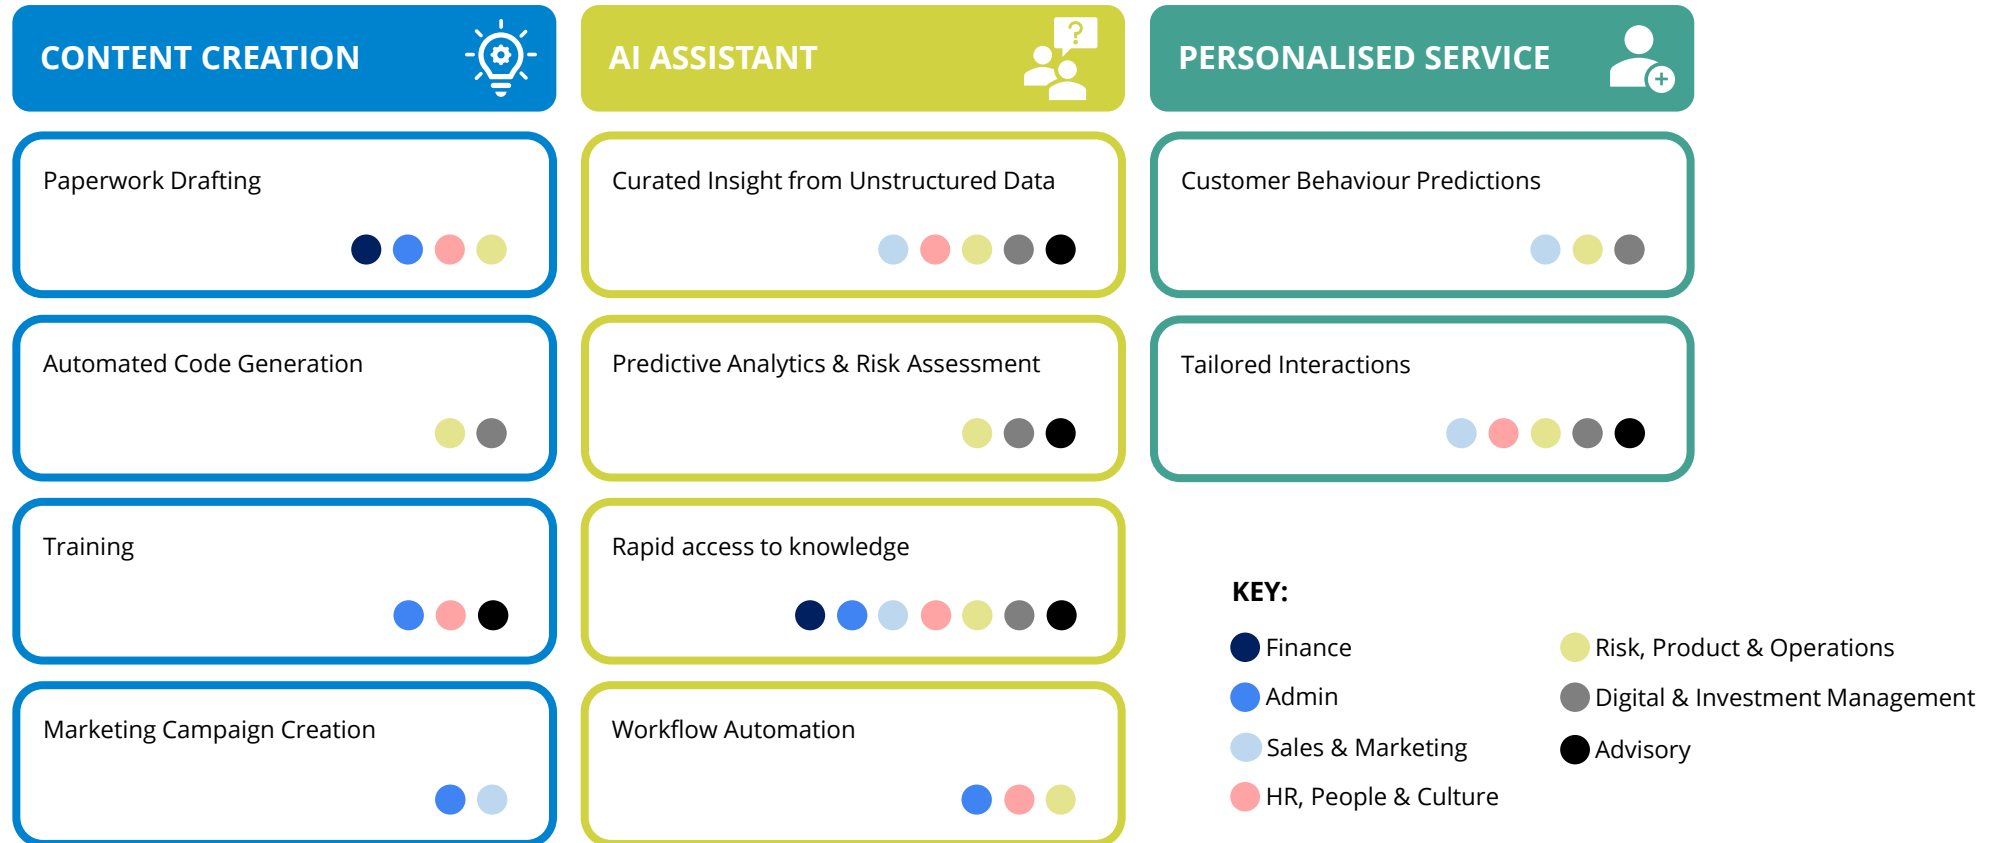 CONTENT CREATION
Paperwork Drafting
Automated Code Generation
Training
Marketing Campaign Creation
AI ASSISTANT
?
Curated Insight from Unstructured Data
Predictive Analytics & Risk Assessment
Rapid access to knowledge
Workflow Automation
PERSONALISED SERVICE
Customer Behaviour Predictions
Tailored Interactions
KEY:
Finance
Admin
Sales & Marketing
HR, People & Culture
Risk, Product & Operations
Digital & Investment Management
Advisory